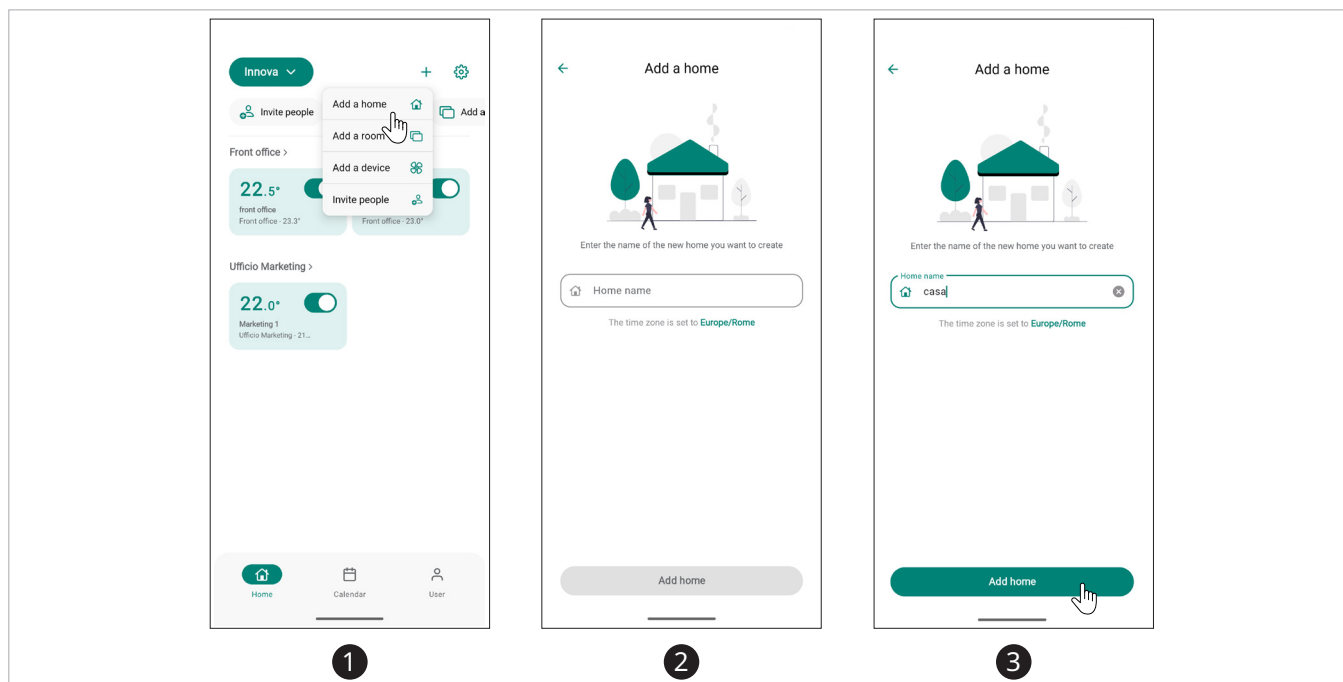 Innova
Invite people
Add a home
Add a
Add a room
Front office >
Add a device
22.5°
front office
Front office - 23.3°
Invite people
Front office - 23.0°
Ufficio Marketing >
22.0°
Marketing 1
Ufficio Marketing - 21...
Home
Calendar
User
1
Add a home
Enter the name of the new home you want to create
Home name
The time zone is set to Europe/Rome
Add home
2
Add a home
Enter the name of the new home you want to create
Home name
casa
The time zone is set to Europe/Rome
Add home
3